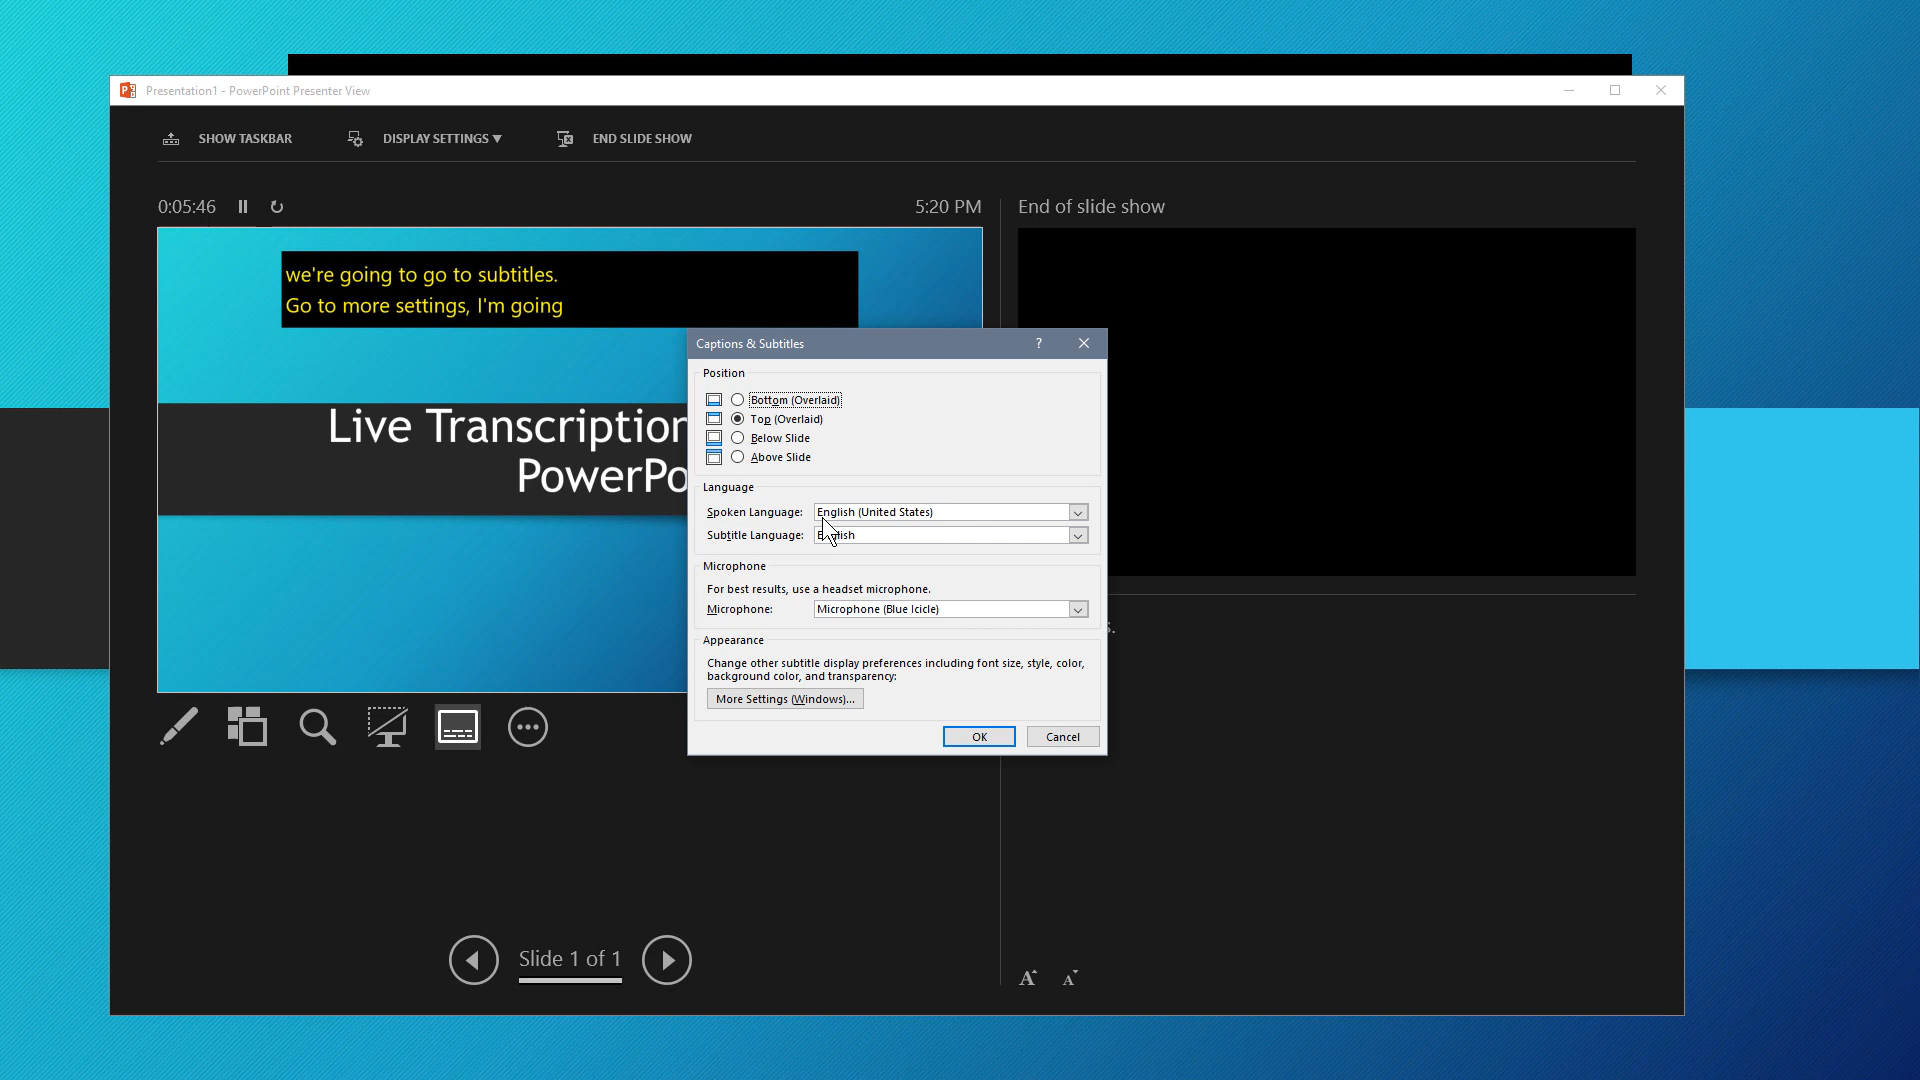 Presentation1 - PowerPoint Presenter View
SHOW TASKBAR
DISPLAY SETTINGS ▼
END SLIDE SHOW
0:05:46
5:20 PM
End of slide show
we're going to go to subtitles.
Go to more settings, I'm going
Live Transcription
Captions & Subtitles
?
Position
Bottom (Overlaid)
Top (Overlaid)
Below Slide
Above Slide
Language
Spoken Language: English (United States)
Subtitle Language: English
Microphone
For best results, use a headset microphone.
Microphone: Microphone (Blue Icicle)
Appearance
Change other subtitle display preferences including font size, style, color,
background color, and transparency:
More Settings (Windows)...
OK
Cancel
Slide 1 of 1
A A